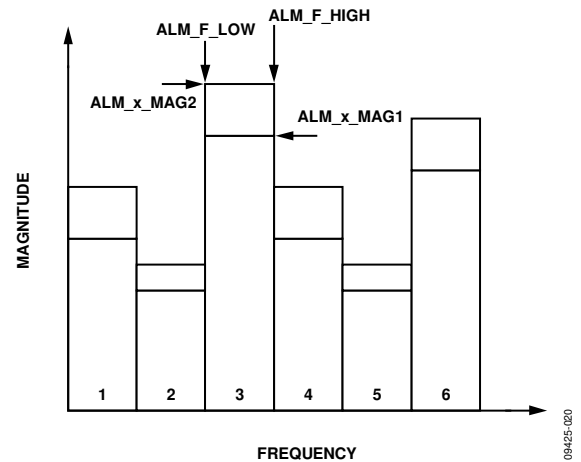 ALM_F_HIGH
ALM_F_LOW
ALM_x_MAG2
ALM_x_MAG1
MAGNITUDE
1 2 3 4 5 6
FREQUENCY
09425-020